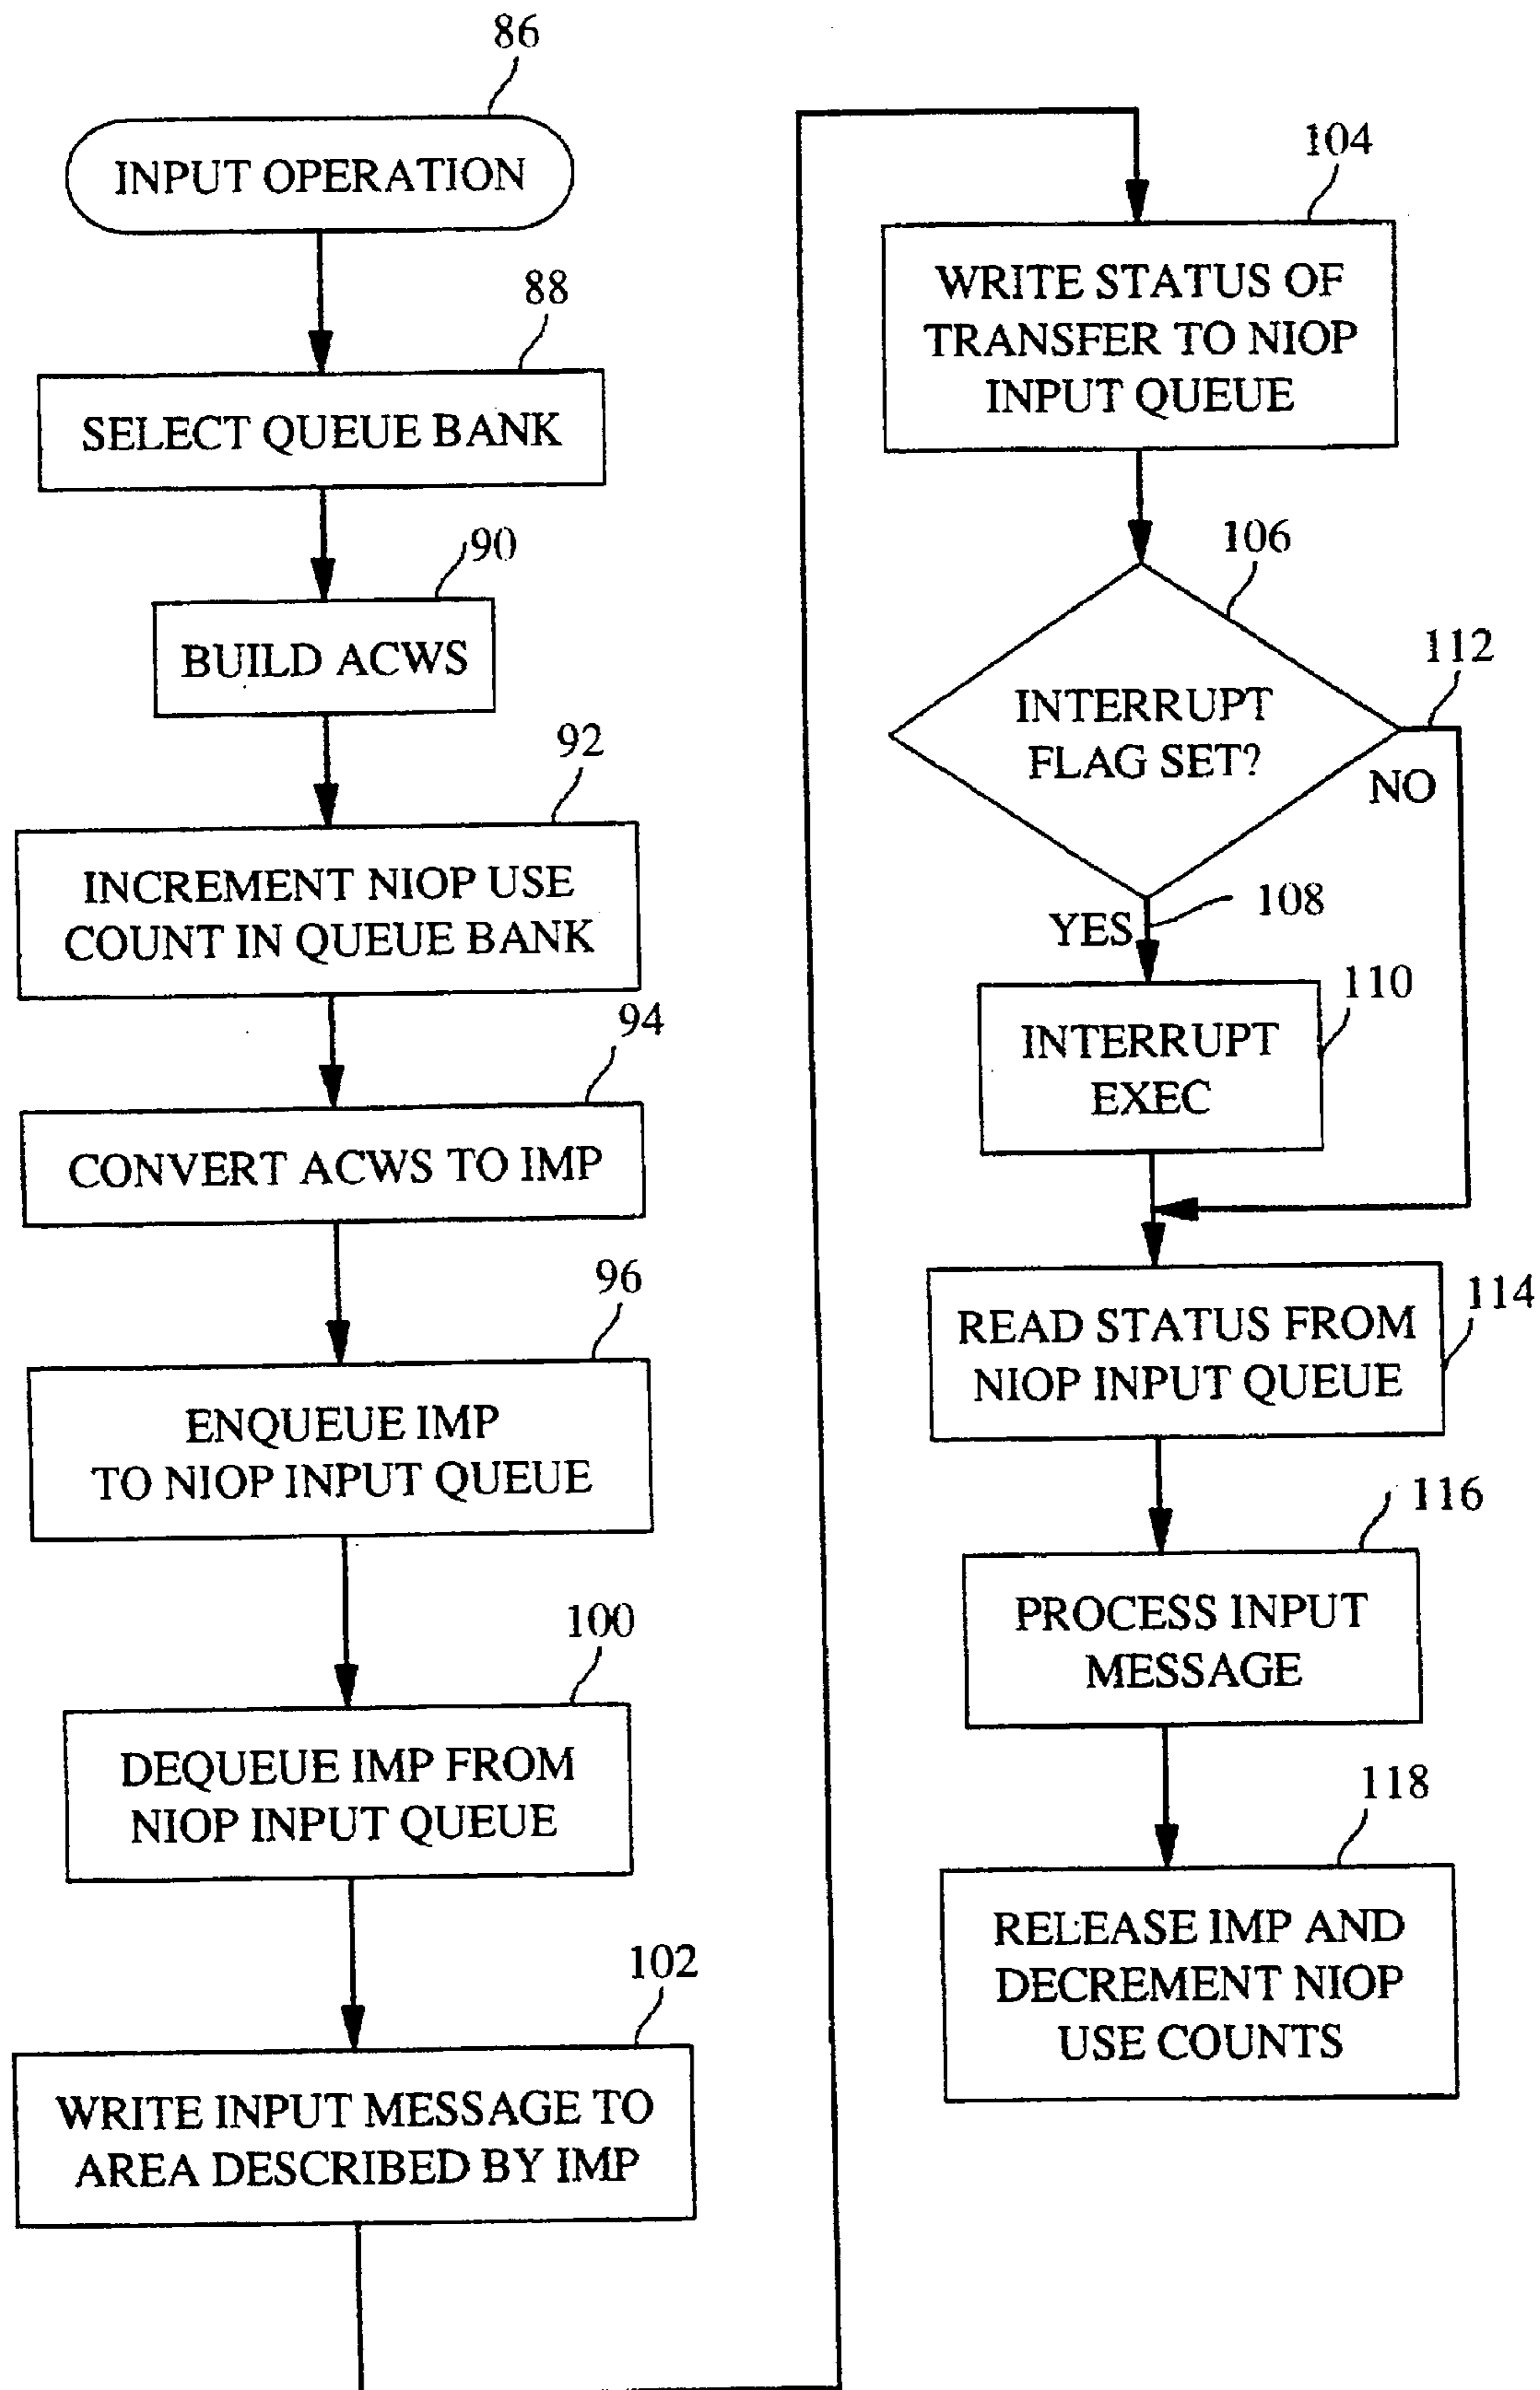 86
INPUT OPERATION
88
SELECT QUEUE BANK
90
BUILD ACWS
92
INCREMENT NIOP USE
COUNT IN QUEUE BANK
94
CONVERT ACWS TO IMP
96
ENQUEUE IMP
TO NIOP INPUT QUEUE
100
DEQUEUE IMP FROM
NIOP INPUT QUEUE
102
WRITE INPUT MESSAGE TO
AREA DESCRIBED BY IMP
104
WRITE STATUS OF
TRANSFER TO NIOP
INPUT QUEUE
106
INTERRUPT
FLAG SET?
112
NO
YES
108
110
INTERRUPT
EXEC
114
READ STATUS FROM
NIOP INPUT QUEUE
116
PROCESS INPUT
MESSAGE
118
RELEASE IMP AND
DECREMENT NIOP
USE COUNTS